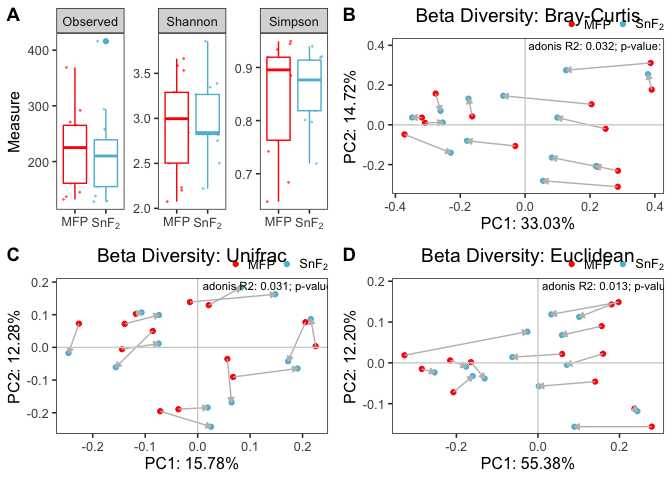 A
Observed
Shannon
Simpson
Measure
400
300
200
3.5
3.0
2.5
2.0
0.9
0.8
0.7
MFP
SnF₂
MFP
SnF₂
MFP
SnF₂
B
Beta Diversity: Bray-Curtis
MFP
SnF₂
adonis R2: 0.032; p-value:
PC2: 14.72%
0.4
0.2
0.0
-0.2
-0.4
-0.2
0.0
0.2
0.4
PC1: 33.03%
C
Beta Diversity: Unifrac
MFP
SnF₂
adonis R2: 0.031; p-valu
PC2: 12.28%
0.2
0.1
0.0
-0.1
-0.2
-0.2
-0.1
0.0
0.1
0.2
PC1: 15.78%
D
Beta Diversity: Euclidean
MFP
SnF₂
adonis R2: 0.013; p-valu
PC2: 12.20%
0.2
0.1
0.0
-0.1
-0.2
0.0
0.2
PC1: 55.38%